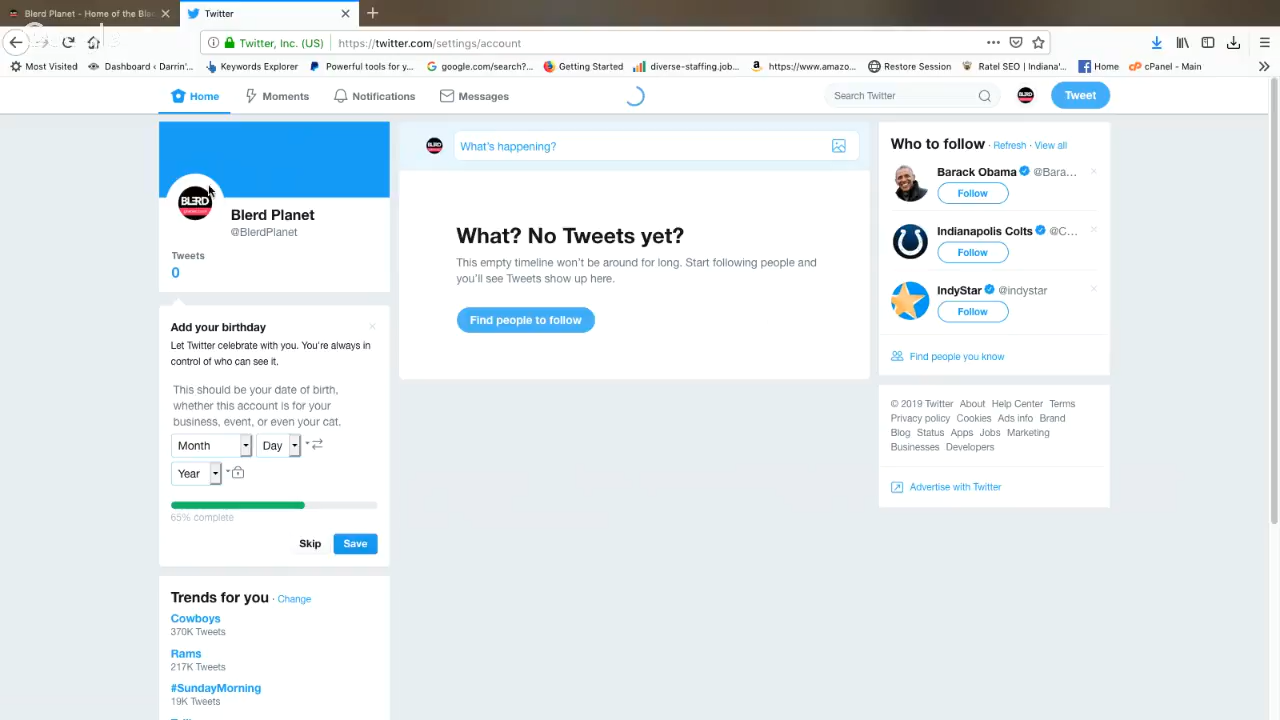 Blerd Planet - Home of the Bla
Twitter
Twitter, Inc. (US)
https://twitter.com/settings/account
Most Visited
Dashboard ‹ Darrin'...
Keywords Explorer
Powerful tools for y...
google.com/search?...
Getting Started
diverse-staffing.job...
https://www.amazo...
Restore Session
Ratel SEO | Indiana'...
Home
cPanel - Main
Home
Moments
Notifications
Messages
Search Twitter
Tweet
BLERD
Blerd Planet
@BlerdPlanet
Tweets
0
Add your birthday
Let Twitter celebrate with you. You're always in
control of who can see it.
This should be your date of birth,
whether this account is for your
business, event, or even your cat.
Month
Day
Year
65% complete
Skip
Save
Trends for you · Change
Cowboys
370K Tweets
Rams
217K Tweets
#SundayMorning
19K Tweets
What's happening?
What? No Tweets yet?
This empty timeline won't be around for long. Start following people and
you'll see Tweets show up here.
Find people to follow
Who to follow · Refresh · View all
Barack Obama @Bara...
Follow
Indianapolis Colts @C...
Follow
IndyStar @indystar
Follow
Find people you know
© 2019 Twitter About Help Center Terms
Privacy policy Cookies Ads info Brand
Blog Status Apps Jobs Marketing
Businesses Developers
Advertise with Twitter